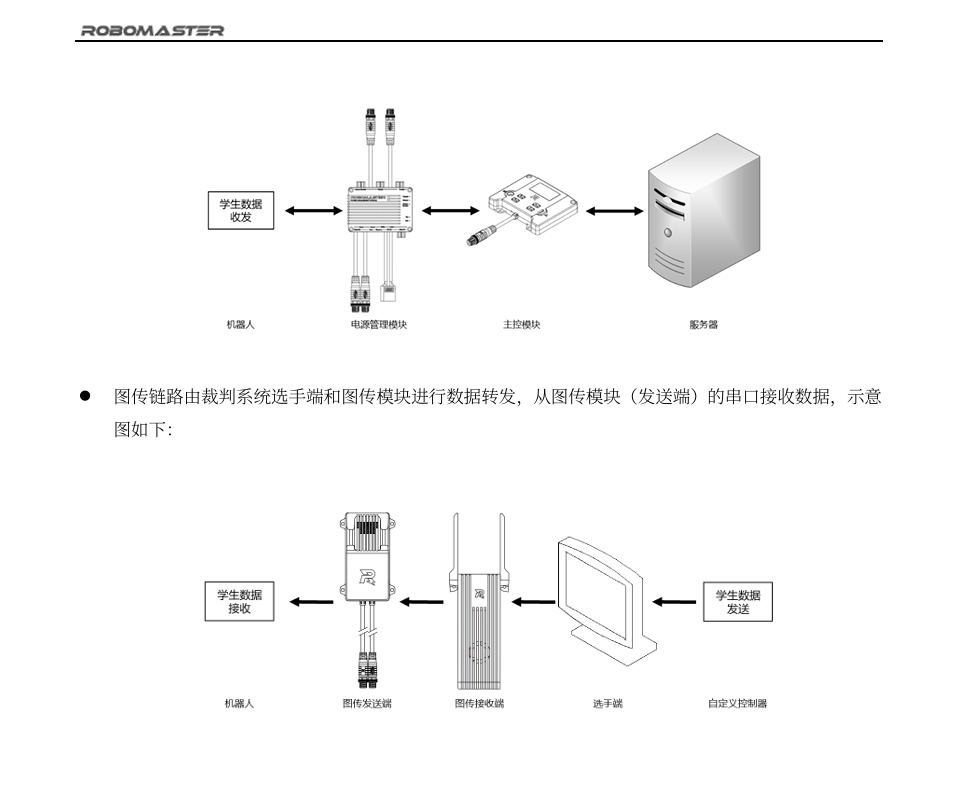 ROBOMASTER
学生数据
收发
ROBOMASTER
机器人
电源管理模块
主控模块
服务器
● 图传链路由裁判系统选手端和图传模块进行数据转发，从图传模块（发送端）的串口接收数据，示意
图如下：
学生数据
接收
学生数据
发送
机器人
图传发送端
图传接收端
选手端
自定义控制器